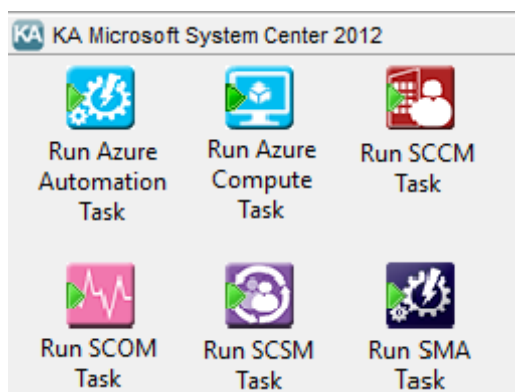 KA KA Microsoft System Center 2012
Run Azure Automation Task
Run Azure Compute Task
Run SCCM Task
Run SCOM Task
Run SCSM Task
Run SMA Task